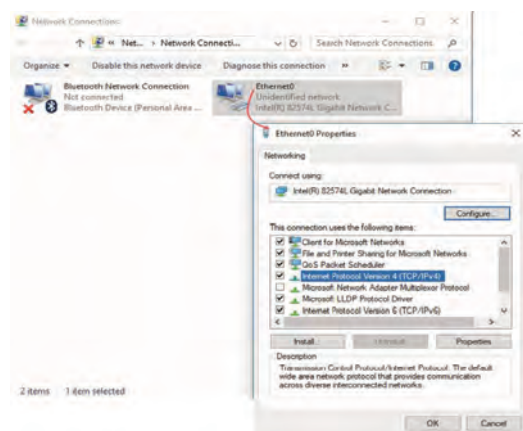 Network Connections
« Net... › Network Connecti...
Search Network Connections
Organize
Disable this network device
Diagnose this connection
»
Bluetooth Network Connection
Not connected
Bluetooth Device (Personal Area ...
Ethernet0
Unidentified network
Intel(R) 82574L Gigabit Network C...
Ethernet0 Properties
Networking
Connect using:
Intel(R) 82574L Gigabit Network Connection
Configure...
This connection uses the following items:
Client for Microsoft Networks
File and Printer Sharing for Microsoft Networks
QoS Packet Scheduler
Internet Protocol Version 4 (TCP/IPv4)
Microsoft Network Adapter Multiplexor Protocol
Microsoft LLDP Protocol Driver
Internet Protocol Version 6 (TCP/IPv6)
Install...
Uninstall
Properties
Description
Transmission Control Protocol/Internet Protocol. The default
wide area network protocol that provides communication
across diverse interconnected networks.
2 items
1 item selected
OK
Cancel